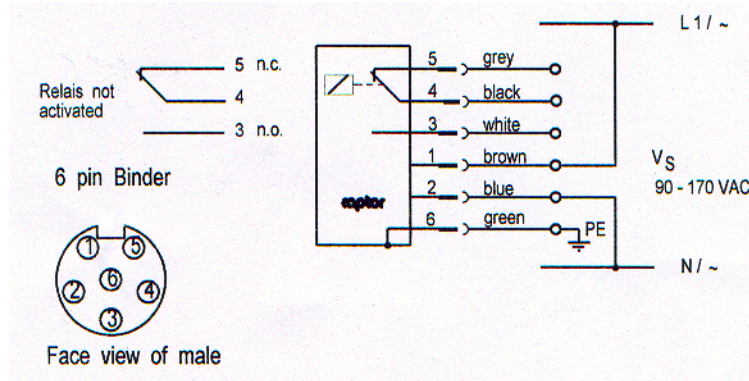 L1/~
5 n.c.
Relais not
activated
4
3 n.o.
5 grey
4 black
3 white
1 brown
2 blue
6 green
PE
VS
90 - 170 VAC
N/~
raptor
6 pin Binder
1 5
6
2 4
3
Face view of male